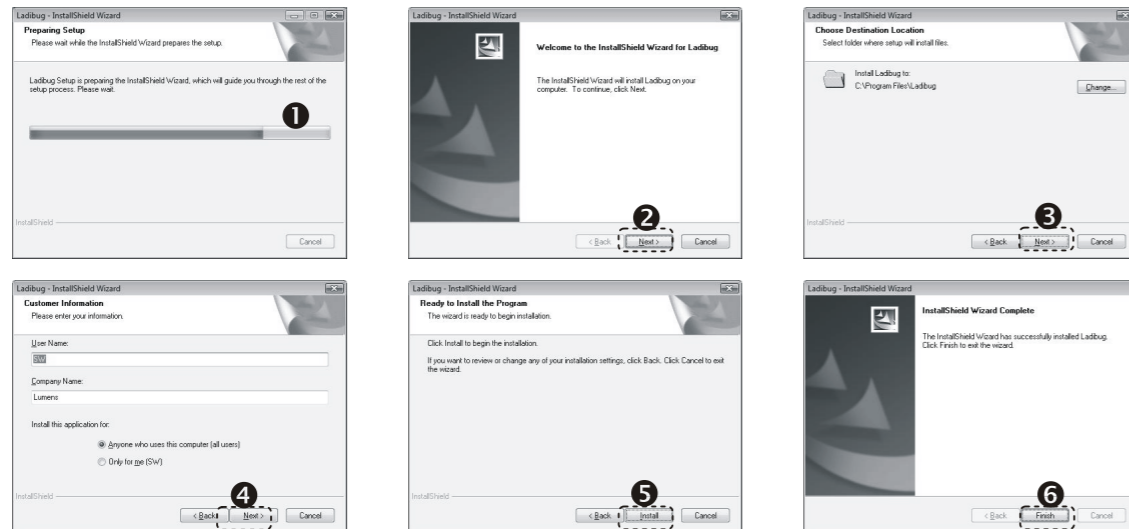 Ladibug - InstallShield Wizard
Preparing Setup
Please wait while the InstallShield Wizard prepares the setup.
Ladibug Setup is preparing the InstallShield Wizard, which will guide you through the rest of the
setup process. Please wait.
1
InstallShield
Cancel
Ladibug - InstallShield Wizard
Welcome to the InstallShield Wizard for Ladibug
The InstallShield Wizard will install Ladibug on your
computer. To continue, click Next.
2
< Back
Next >
Cancel
Ladibug - InstallShield Wizard
Choose Destination Location
Select folder where setup will install files.
Install Ladibug to:
C:\Program Files\Ladibug
Change...
3
InstallShield
< Back
Next >
Cancel
Ladibug - InstallShield Wizard
Customer Information
Please enter your information.
User Name:
SW
Company Name:
Lumens
Install this application for:
Anyone who uses this computer (all users)
Only for me (SW)
4
InstallShield
< Back
Next >
Cancel
Ladibug - InstallShield Wizard
Ready to Install the Program
The wizard is ready to begin installation.
Click Install to begin the installation.
If you want to review or change any of your installation settings, click Back. Click Cancel to exit
the wizard.
5
InstallShield
< Back
Install
Cancel
Ladibug - InstallShield Wizard
InstallShield Wizard Complete
The InstallShield Wizard has successfully installed Ladibug.
Click Finish to exit the wizard.
6
< Back
Finish
Cancel